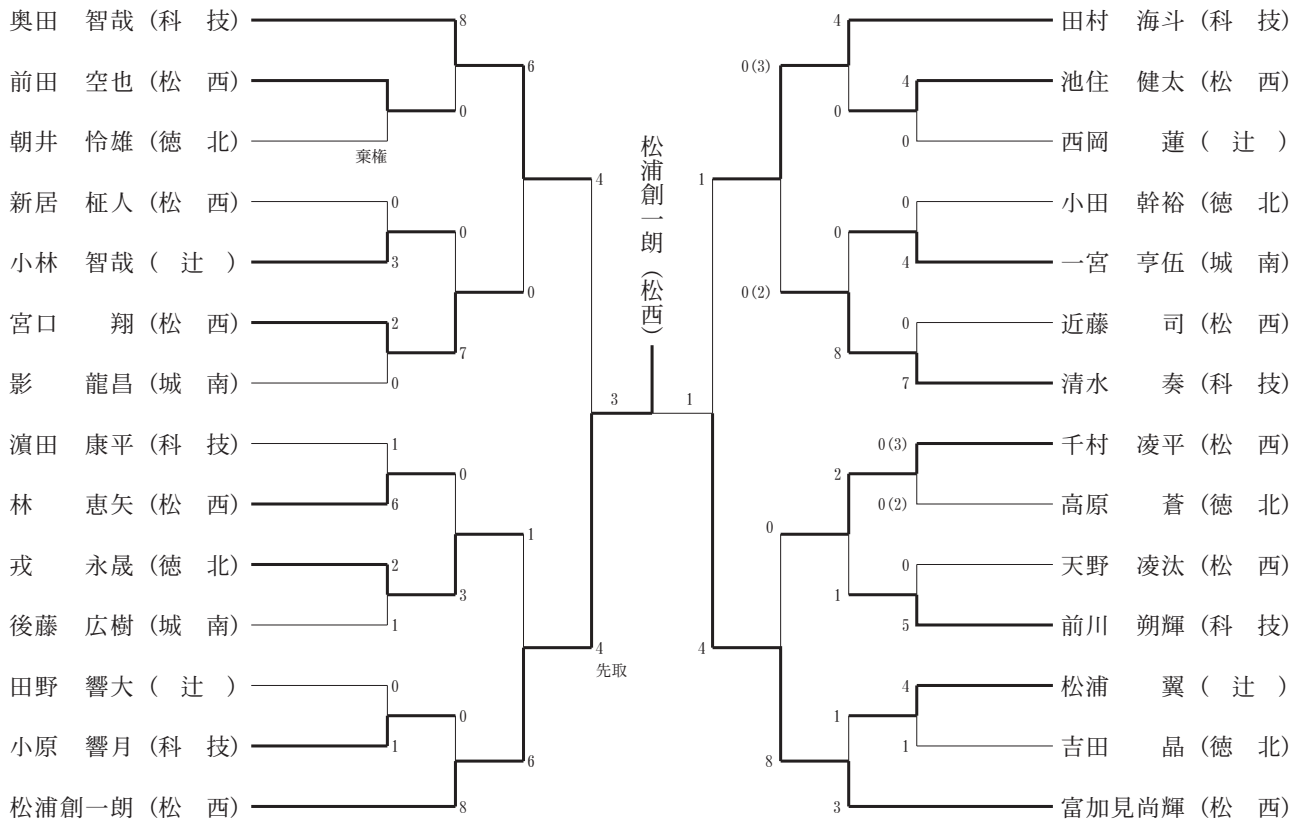 奥田　智哉（科　技）
前田　空也（松　西）
朝井　怜雄（徳　北）
新居　柾人（松　西）
小林　智哉（　辻　）
宮口　　翔（松　西）
影　　龍昌（城　南）
濵田　康平（科　技）
林　　恵矢（松　西）
戎　　永晟（徳　北）
後藤　広樹（城　南）
田野　響大（　辻　）
小原　響月（科　技）
松浦創一朗（松　西）
8
0
棄権
6
0
3
0
2
0
7
0
4
1
6
0
2
1
3
1
0
1
0
8
6
4
先取
松浦創一朗（松西）
3
1
1
4
0(3)
0(2)
4
0
4
0
0
4
0
0
7
8
0
8
2
1
0(3)
0(2)
0
5
1
3
4
1
田村　海斗（科　技）
池住　健太（松　西）
西岡　　蓮（　辻　）
小田　幹裕（徳　北）
一宮　亨伍（城　南）
近藤　　司（松　西）
清水　　奏（科　技）
千村　凌平（松　西）
高原　　蒼（徳　北）
天野　凌汰（松　西）
前川　朔輝（科　技）
松浦　　翼（　辻　）
吉田　　晶（徳　北）
富加見尚輝（松　西）